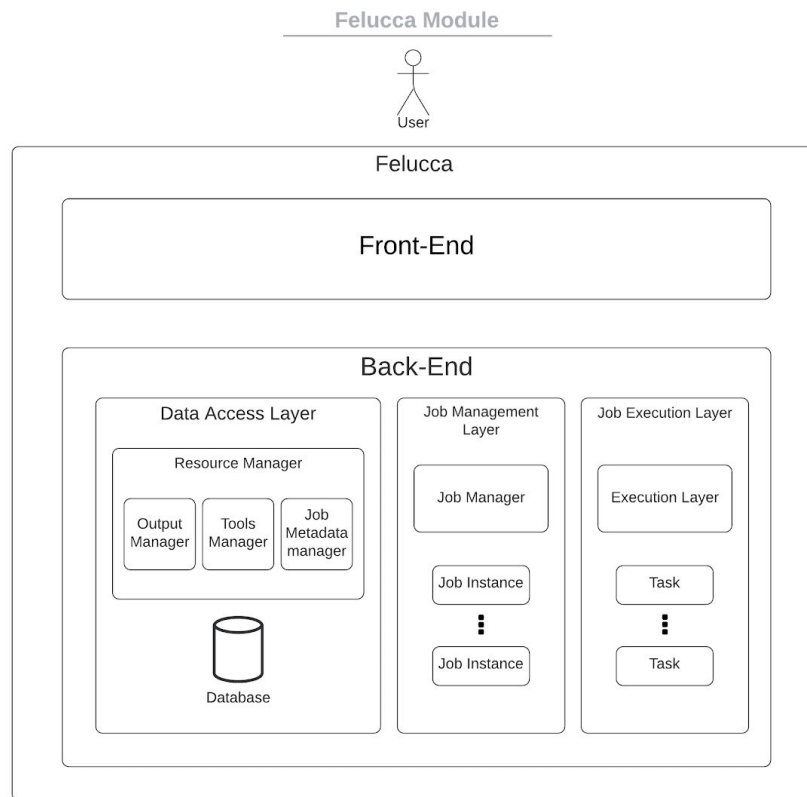 Felucca Module
User
Felucca
Front-End
Back-End
Data Access Layer
Resource Manager
Output
Manager
Tools
Manager
Job
Metadata
manager
Database
Job Management
Layer
Job Manager
Job Instance
Job Instance
Job Execution Layer
Execution Layer
Task
Task